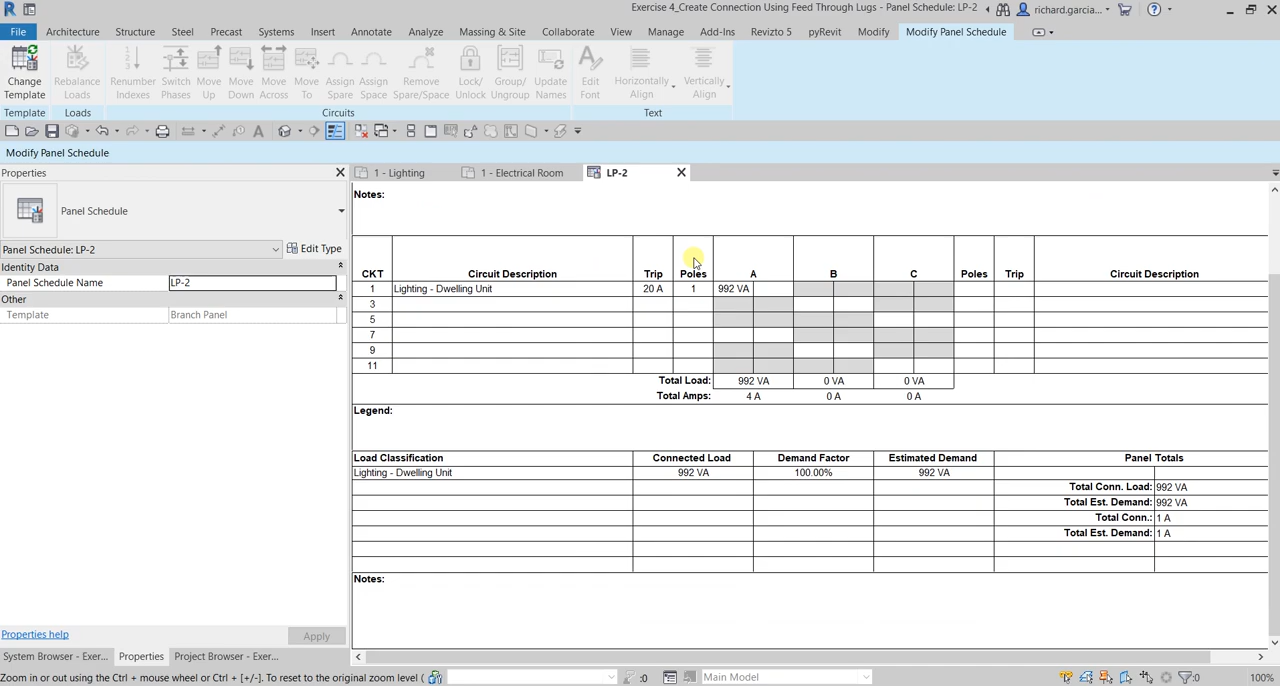 Exercise 4_Create Connection Using Feed Through Lugs - Panel Schedule: LP-2
richard.garcia...
File Architecture Structure Steel Precast Systems Insert Annotate Analyze Massing & Site Collaborate View Manage Add-Ins Revizto 5 pyRevit Modify Modify Panel Schedule
Change Template
Rebalance Loads
Renumber Indexes
Switch Phases
Move Up
Move Down
Move Across
Move To
Assign Spare
Assign Space
Remove Spare/Space
Lock/ Unlock
Group/ Ungroup
Update Names
Edit Font
Horizontally Align
Vertically Align
Template Loads Circuits Text
Modify Panel Schedule
Properties
1 - Lighting 1 - Electrical Room LP-2
Panel Schedule
Panel Schedule: LP-2 Edit Type
Identity Data
Panel Schedule Name LP-2
Other
Template Branch Panel
Properties help Apply
System Browser - Exer... Properties Project Browser - Exer...
Notes:
CKT Circuit Description Trip Poles A B C Poles Trip Circuit Description
1 Lighting - Dwelling Unit 20 A 1 992 VA
3
5
7
9
11
Total Load: 992 VA 0 VA 0 VA
Total Amps: 4 A 0 A 0 A
Legend:
Load Classification Connected Load Demand Factor Estimated Demand Panel Totals
Lighting - Dwelling Unit 992 VA 100.00% 992 VA
Total Conn. Load: 992 VA
Total Est. Demand: 992 VA
Total Conn.: 1 A
Total Est. Demand: 1 A
Notes:
Zoom in or out using the Ctrl + mouse wheel or Ctrl + [+/-]. To reset to the original zoom level ( :0 Main Model :0 100%